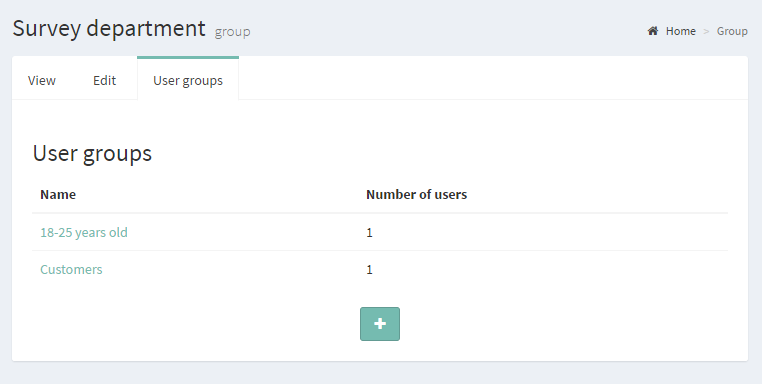 Survey department group
Home > Group
View Edit User groups
User groups
Name Number of users
18-25 years old 1
Customers 1